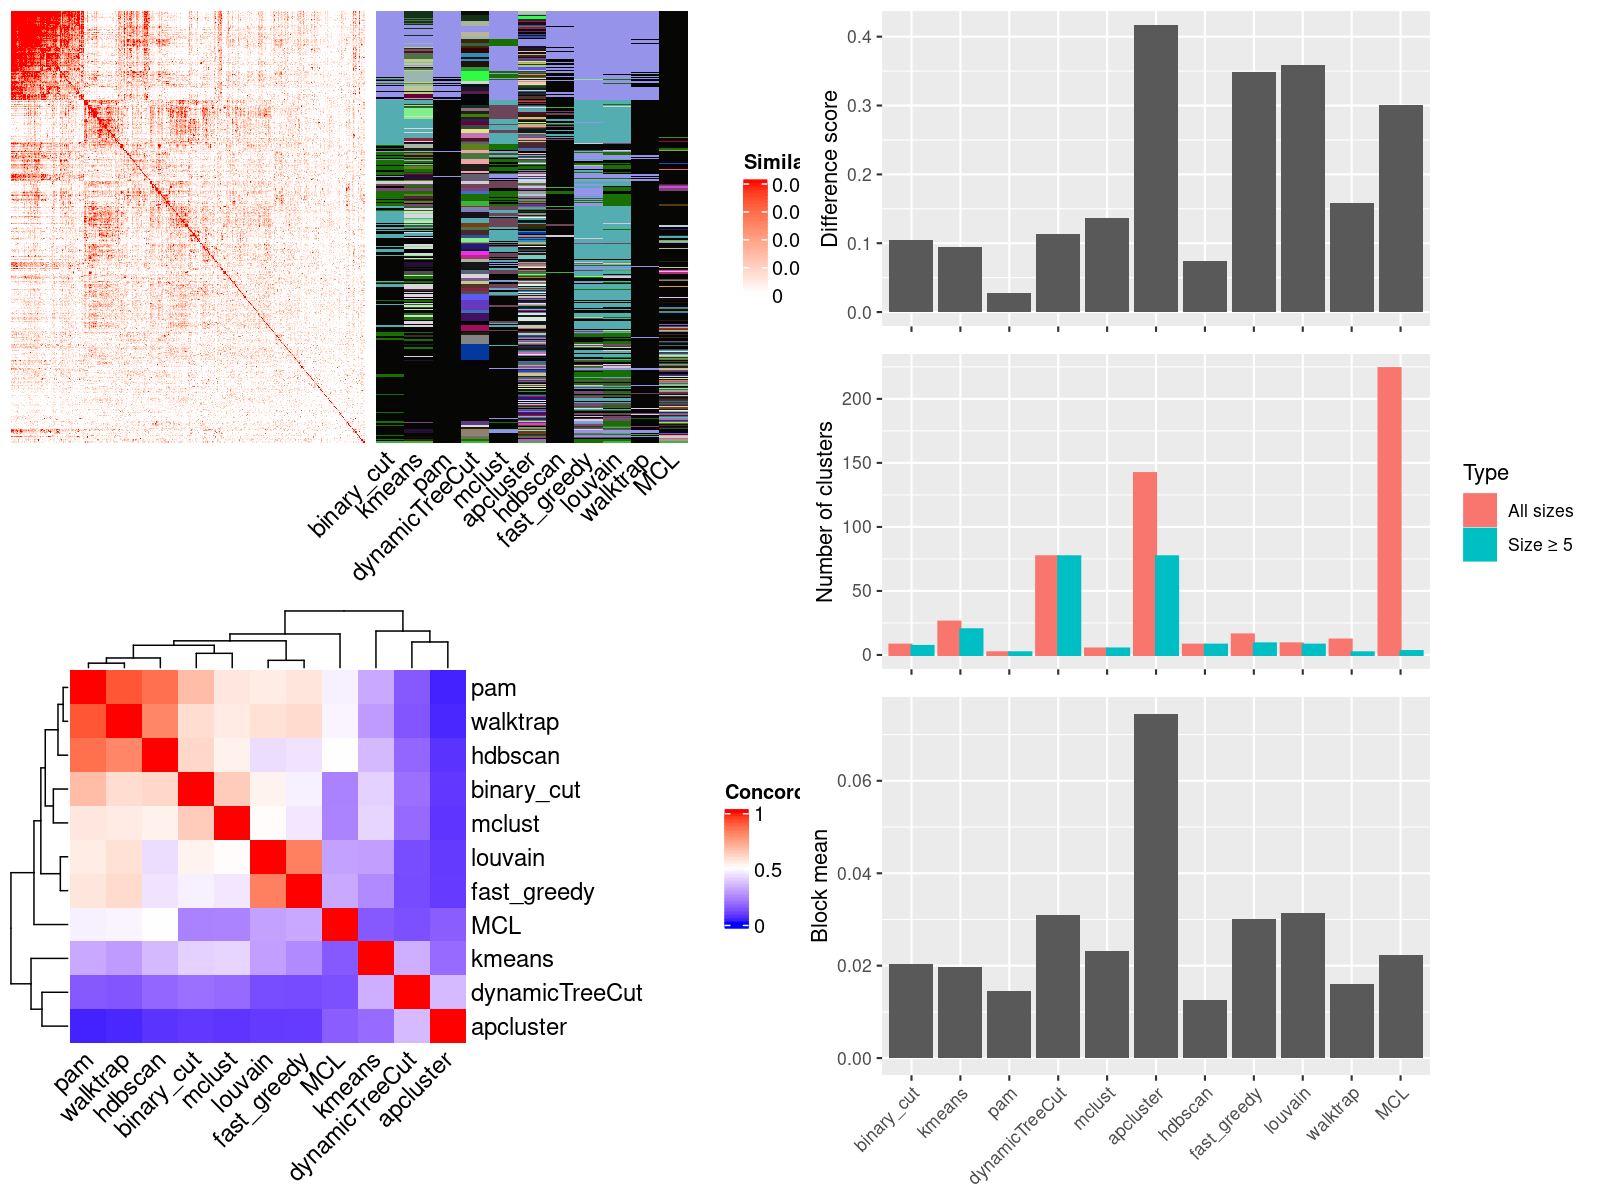 Simila
0.0
0.0
0.0
0.0
0
binary_cut
kmeans
pam
dynamicTreeCut
mclust
apcluster
hdbscan
fast_greedy
louvain
walktrap
MCL
pam
walktrap
hdbscan
binary_cut
mclust
louvain
fast_greedy
MCL
kmeans
dynamicTreeCut
apcluster
pam
walktrap
hdbscan
binary_cut
mclust
louvain
fast_greedy
MCL
kmeans
dynamicTreeCut
apcluster
Concord
1
0.5
0
Difference score
0.4
0.3
0.2
0.1
0.0
Number of clusters
200
150
100
50
0
Type
All sizes
Size ≥ 5
Block mean
0.06
0.04
0.02
0.00
binary_cut
kmeans
pam
dynamicTreeCut
mclust
apcluster
hdbscan
fast_greedy
louvain
walktrap
MCL